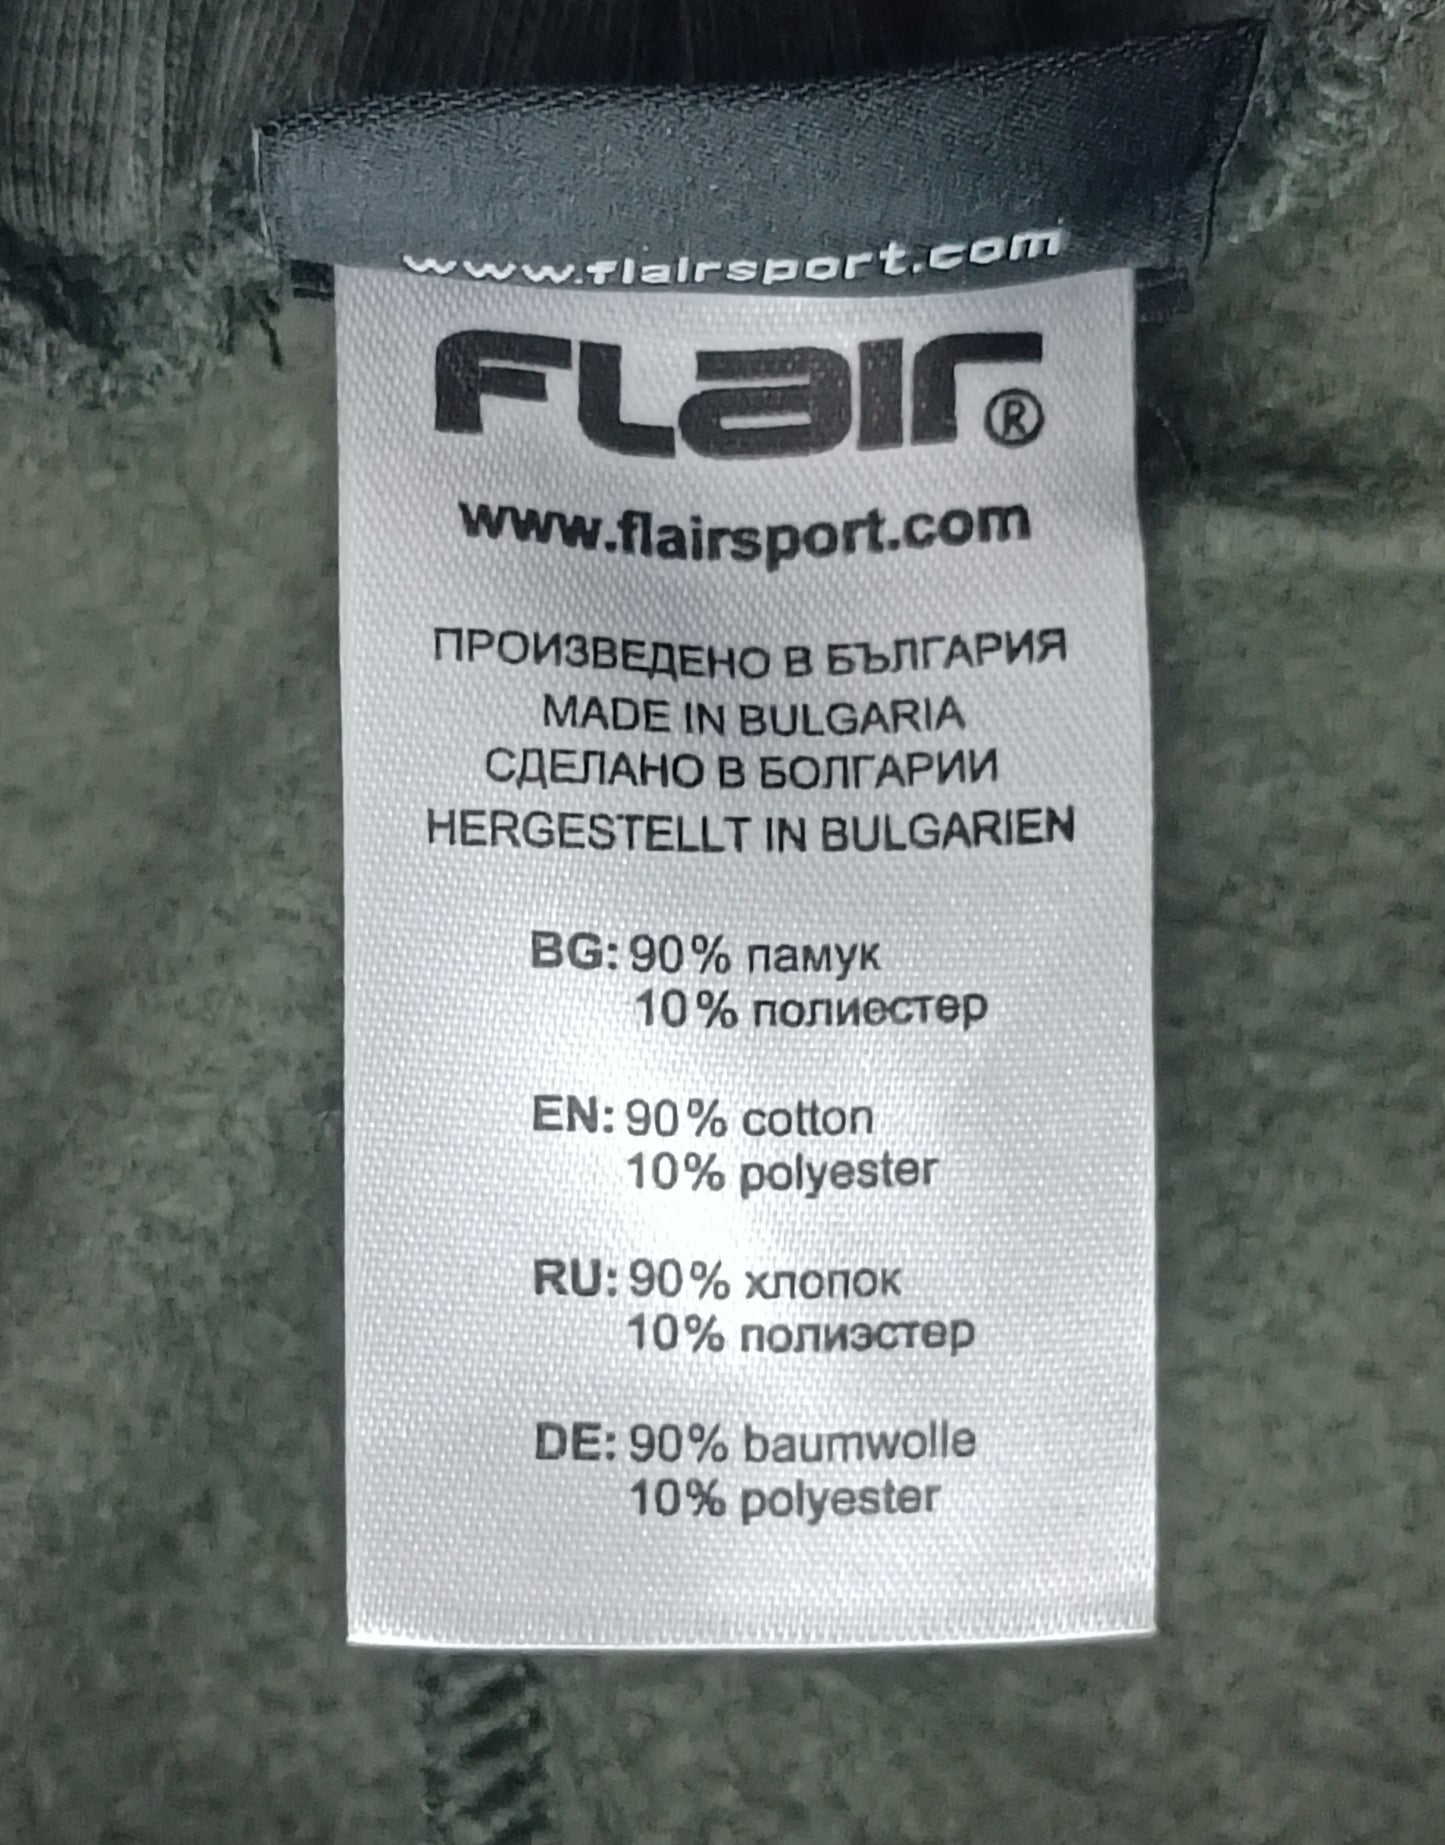 www.flairsport.com
FLair®
www.flairsport.com
ПРОИЗВЕДЕНО В БЪЛГАРИЯ
MADE IN BULGARIA
СДЕЛАНО В БОЛГАРИИ
HERGESTELLT IN BULGARIEN
BG: 90% памук
10% полиестер
EN: 90% cotton
10% polyester
RU: 90% хлопок
10% полиэстер
DE: 90% baumwolle
10% polyester